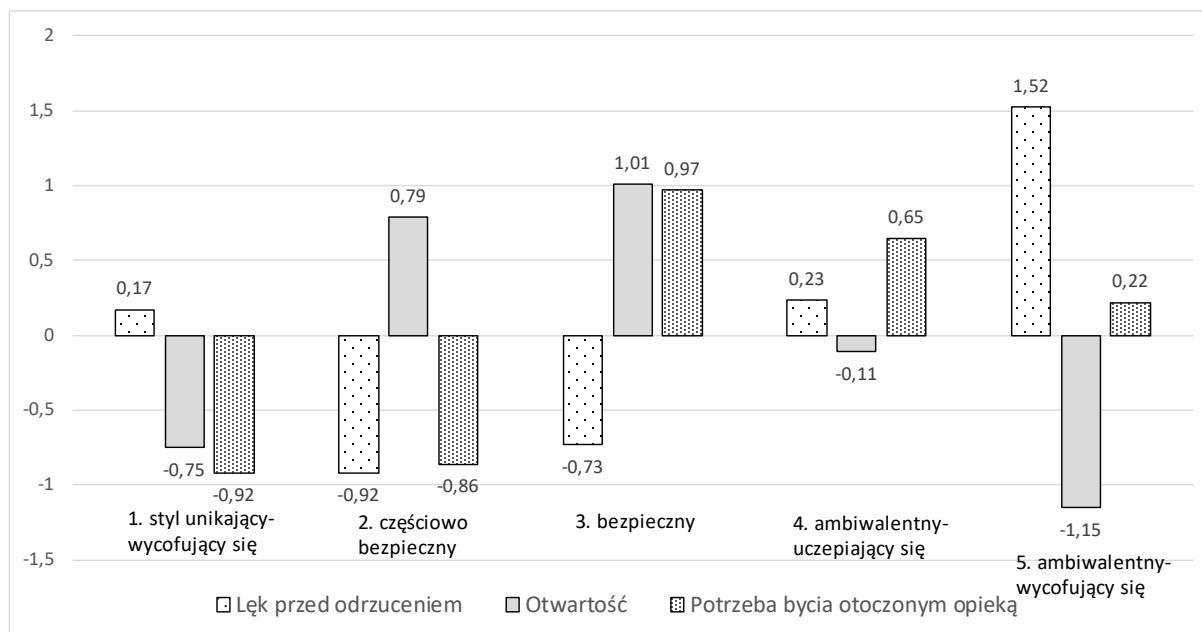 2
1,5
1
0,5
0
-0,5
-1
-1,5
0,17
-0,75
-0,92
-0,92
0,79
-0,86
-0,73
1,01
0,97
0,23
-0,11
0,65
1,52
-1,15
0,22
1. styl unikający-
wycofujący się
2. częściowo
bezpieczny
3. bezpieczny
4. ambiwalentny-
uczepiający się
5. ambiwalentny-
wycofujący się
Lęk przed odrzuceniem
Otwartość
Potrzeba bycia otoczonym opieką